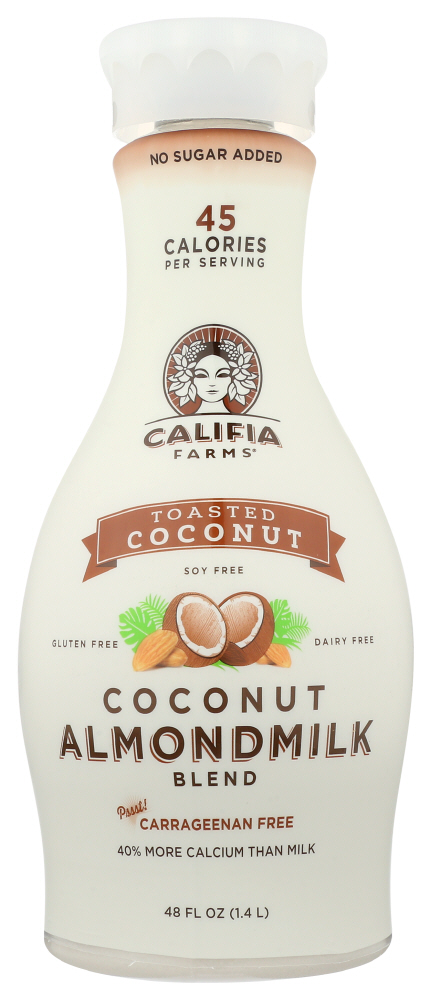 NO SUGAR ADDED
45
CALORIES
PER SERVING
CALIFIA
FARMS®
TOASTED
COCONUT
SOY FREE
GLUTEN FREE
DAIRY FREE
COCONUT
ALMONDMILK
BLEND
Pssst!
CARRAGEENAN FREE
40% MORE CALCIUM THAN MILK
48 FL OZ (1.4 L)